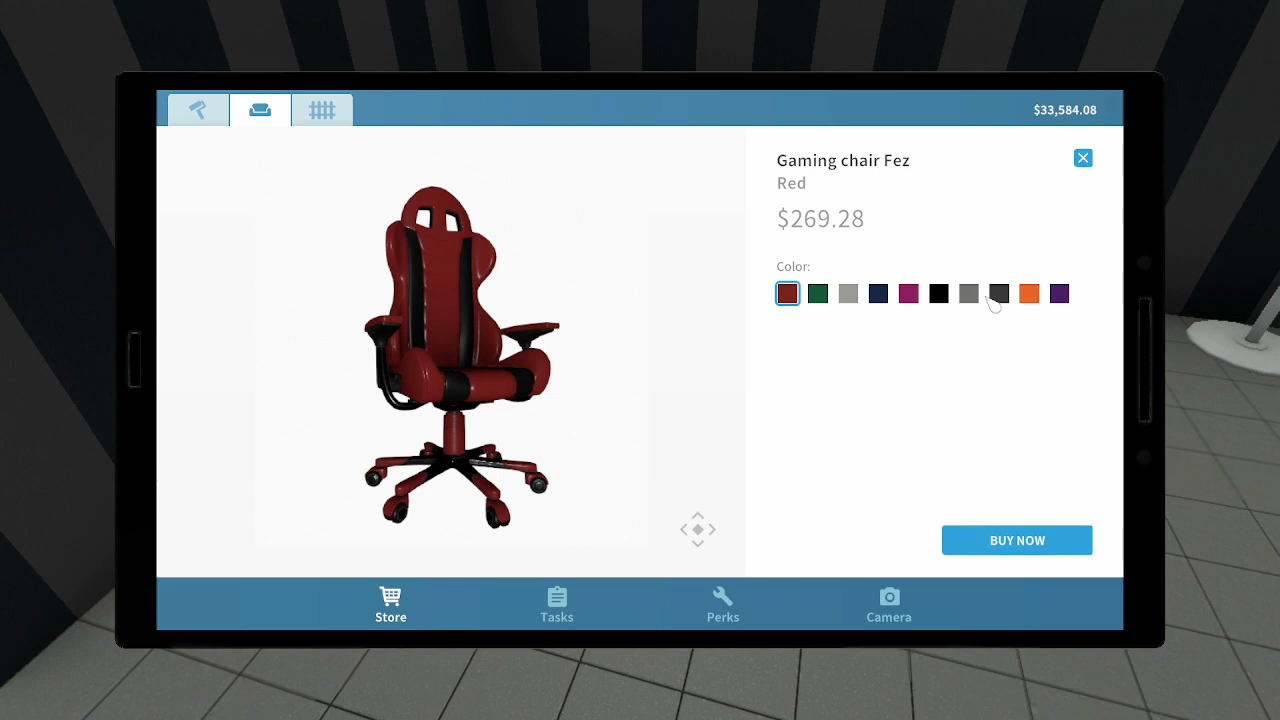 $33,584.08
Gaming chair Fez
Red
$269.28
Color:
BUY NOW
Store
Tasks
Perks
Camera